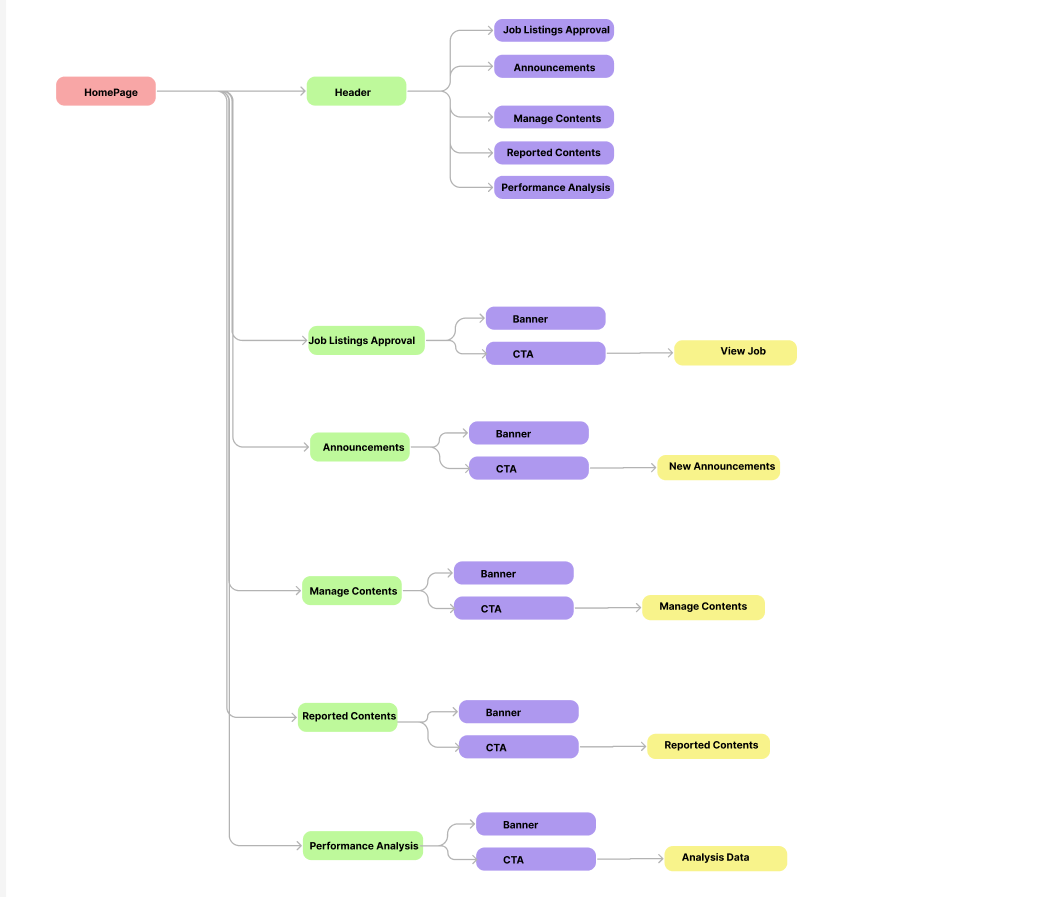 HomePage
Header
Job Listings Approval
Announcements
Manage Contents
Reported Contents
Performance Analysis
Job Listings Approval
Banner
CTA
View Job
Announcements
Banner
CTA
New Announcements
Manage Contents
Banner
CTA
Manage Contents
Reported Contents
Banner
CTA
Reported Contents
Performance Analysis
Banner
CTA
Analysis Data